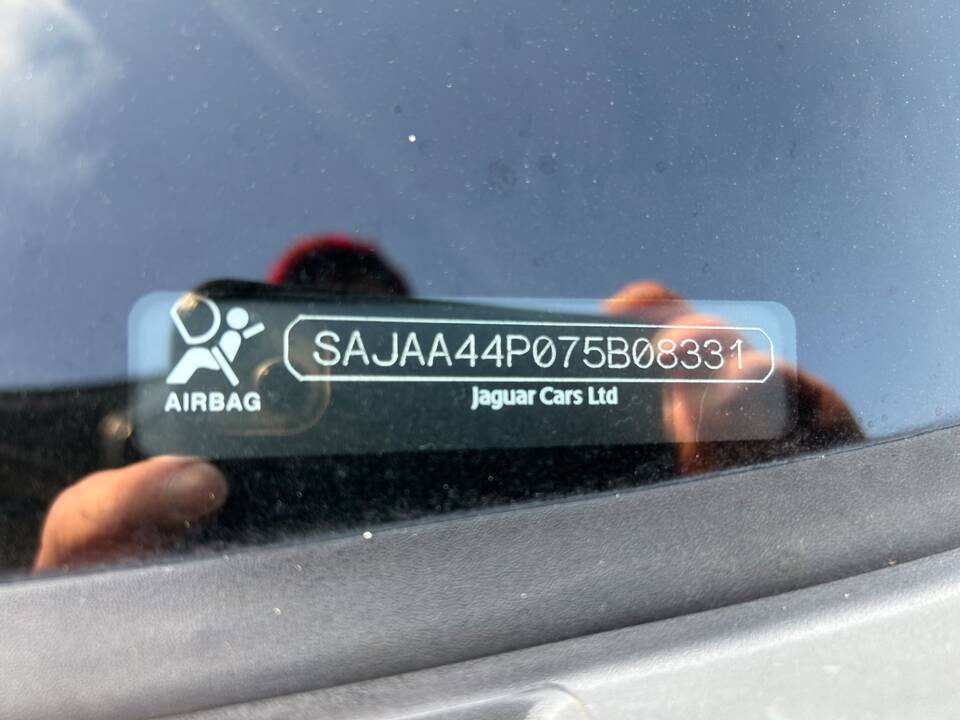 SAJAA44P075B08331
AIRBAG
Jaguar Cars Ltd